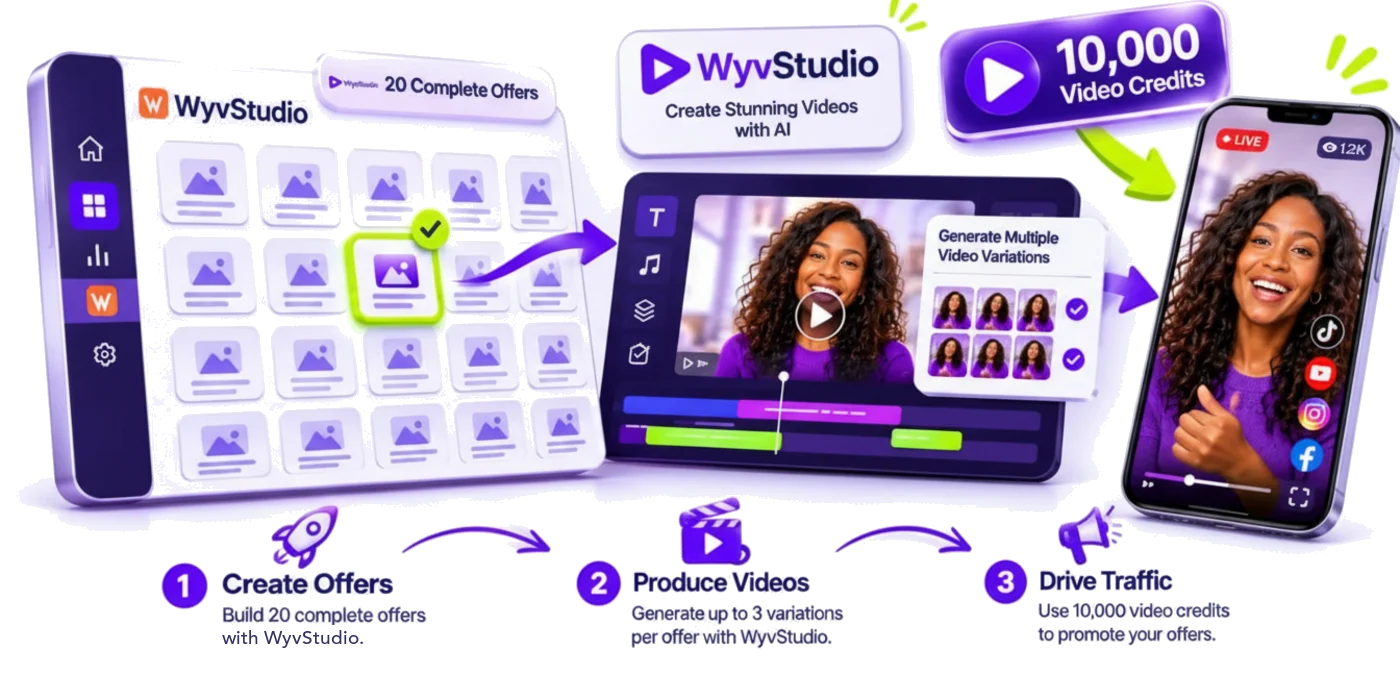 WyvStudio
20 Complete Offers
W WyvStudio
W
WyvStudio
Create Stunning Videos
with AI
10,000
Video Credits
T
Generate Multiple
Video Variations
LIVE
12K
1
Create Offers
Build 20 complete offers
with WyvStudio.
2
Produce Videos
Generate up to 3 variations
per offer with WyvStudio.
3
Drive Traffic
Use 10,000 video credits
to promote your offers.